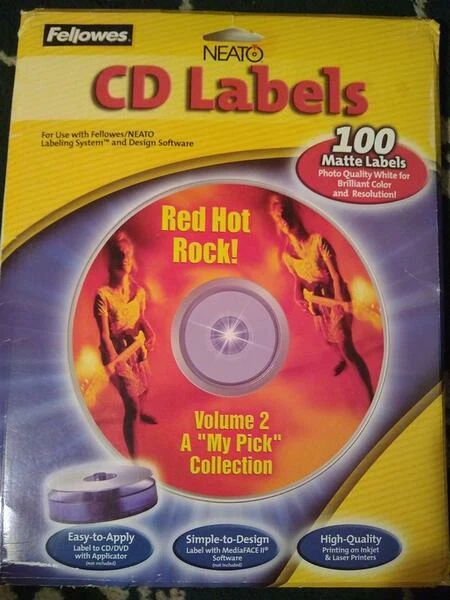 Fellowes
NEATO
CD Labels
For Use with Fellowes/NEATO
Labeling System™ and Design Software
100
Matte Labels
Photo Quality White for
Brilliant Color
and Resolution!
Red Hot
Rock!
Volume 2
A "My Pick"
Collection
Easy-to-Apply
Label to CD/DVD
with Applicator
(not included)
Simple-to-Design
Label with MediaFACE II®
Software
(not included)
High-Quality
Printing on Inkjet
& Laser Printers